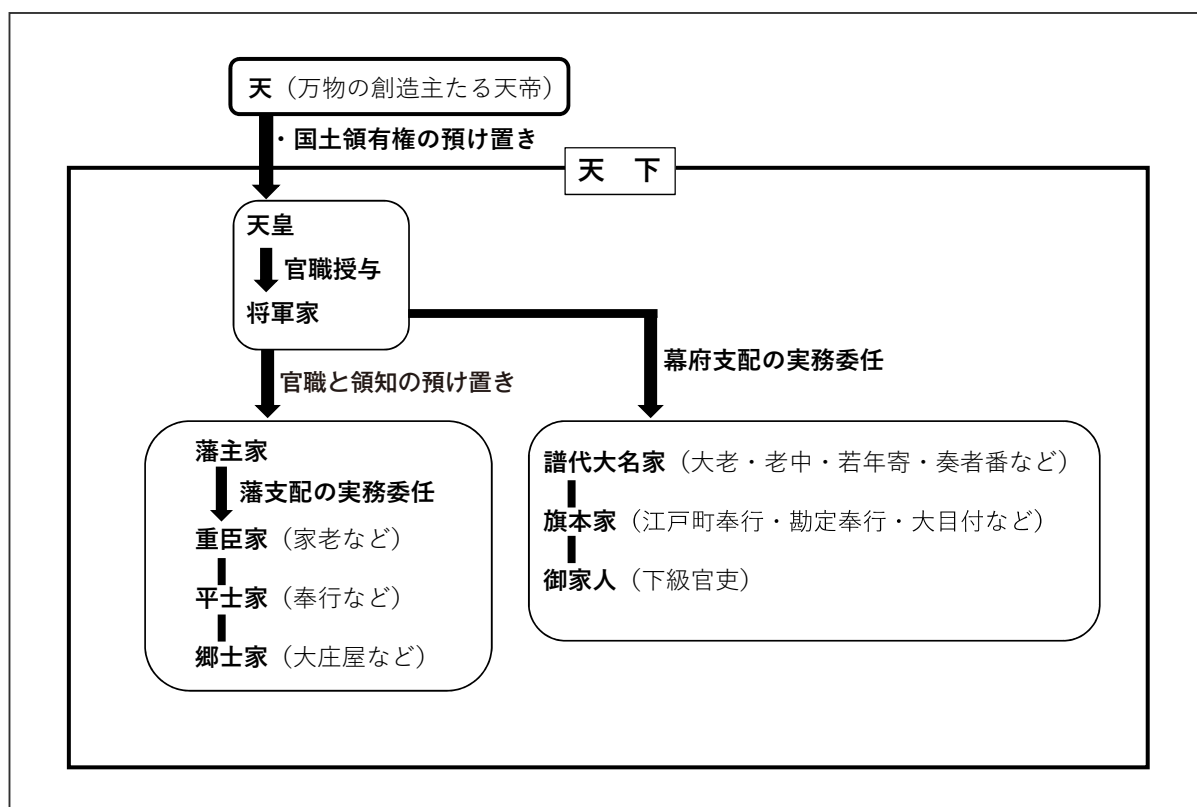 天（万物の創造主たる天帝）
・国土領有権の預け置き
天　下
天皇
官職授与
将軍家
幕府支配の実務委任
官職と領知の預け置き
藩主家
藩支配の実務委任
重臣家（家老など）
平士家（奉行など）
郷士家（大庄屋など）
譜代大名家（大老・老中・若年寄・奏者番など）
旗本家（江戸町奉行・勘定奉行・大目付など）
御家人（下級官吏）